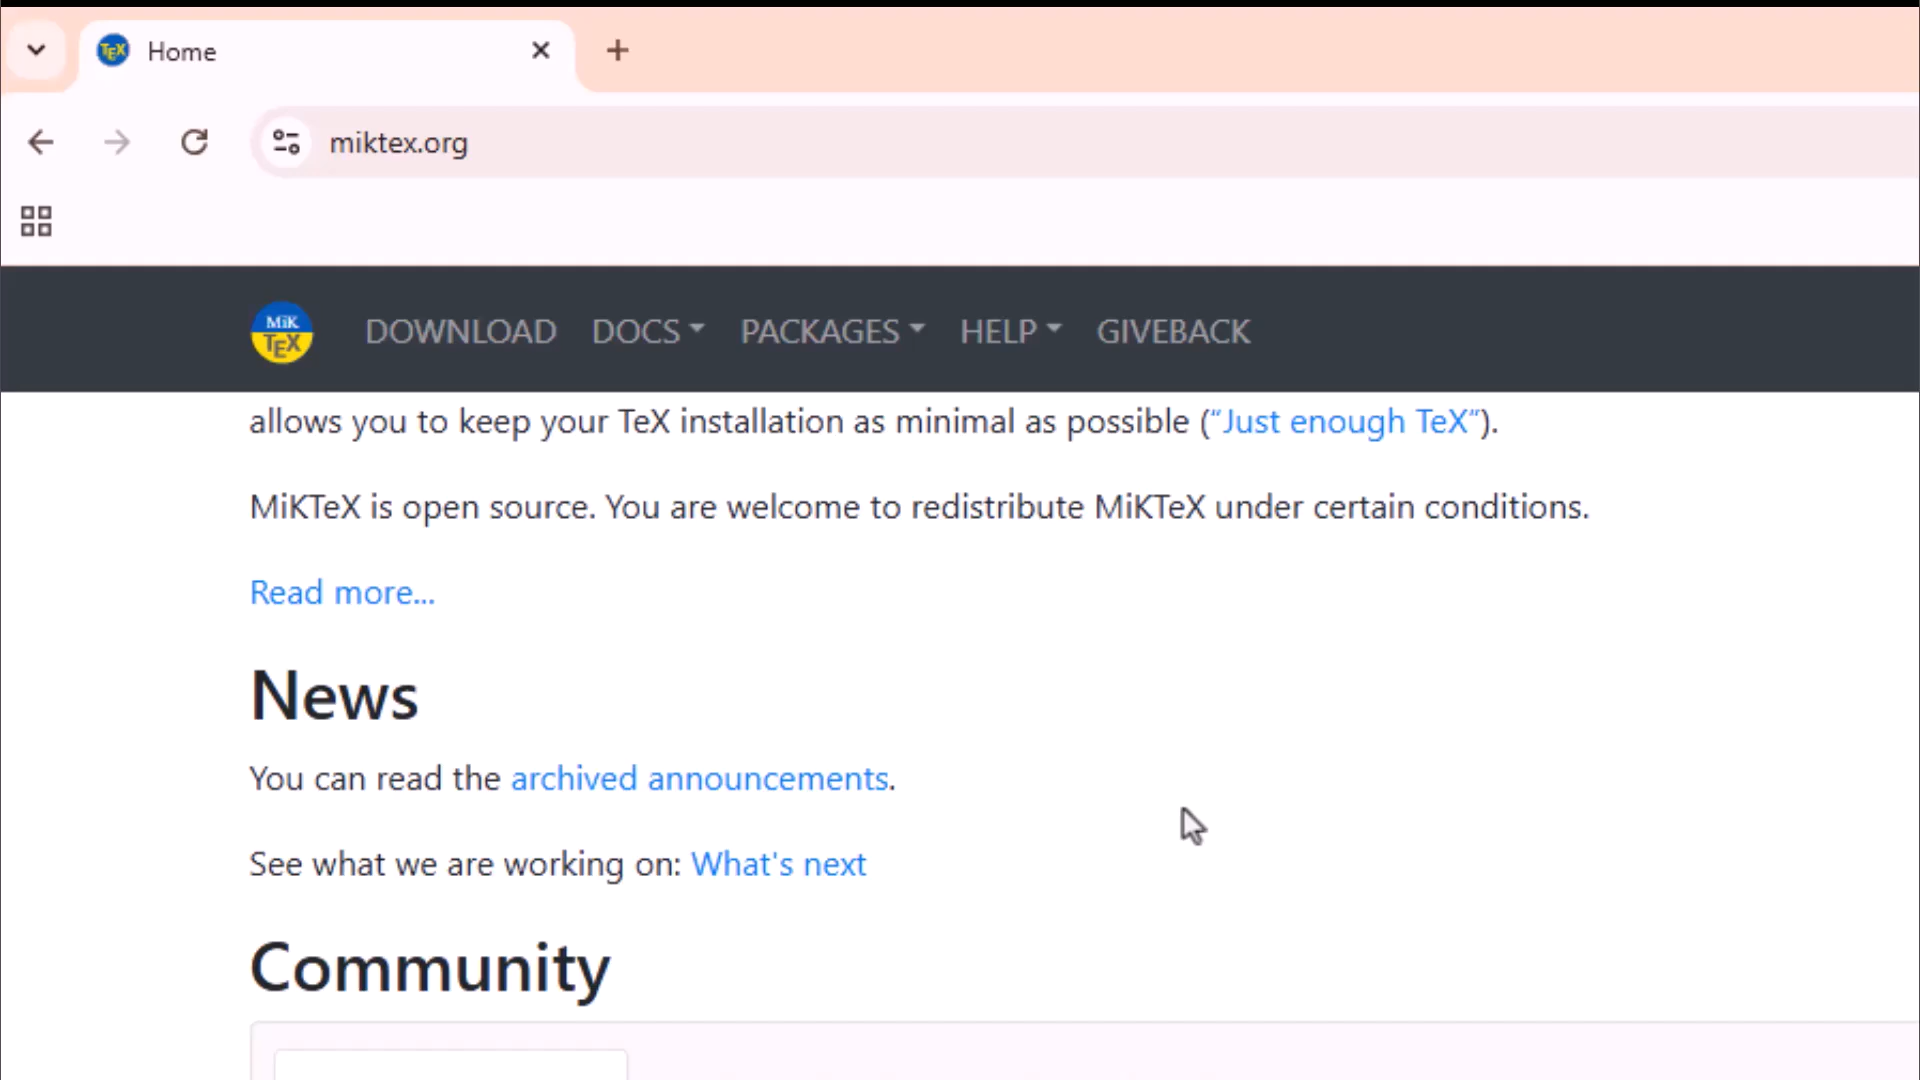 TEX Home
miktex.org
MiK
TEX
DOWNLOAD DOCS PACKAGES HELP GIVEBACK
allows you to keep your TeX installation as minimal as possible (“Just enough TeX”).
MiKTeX is open source. You are welcome to redistribute MiKTeX under certain conditions.
Read more...
News
You can read the archived announcements.
See what we are working on: What's next
Community